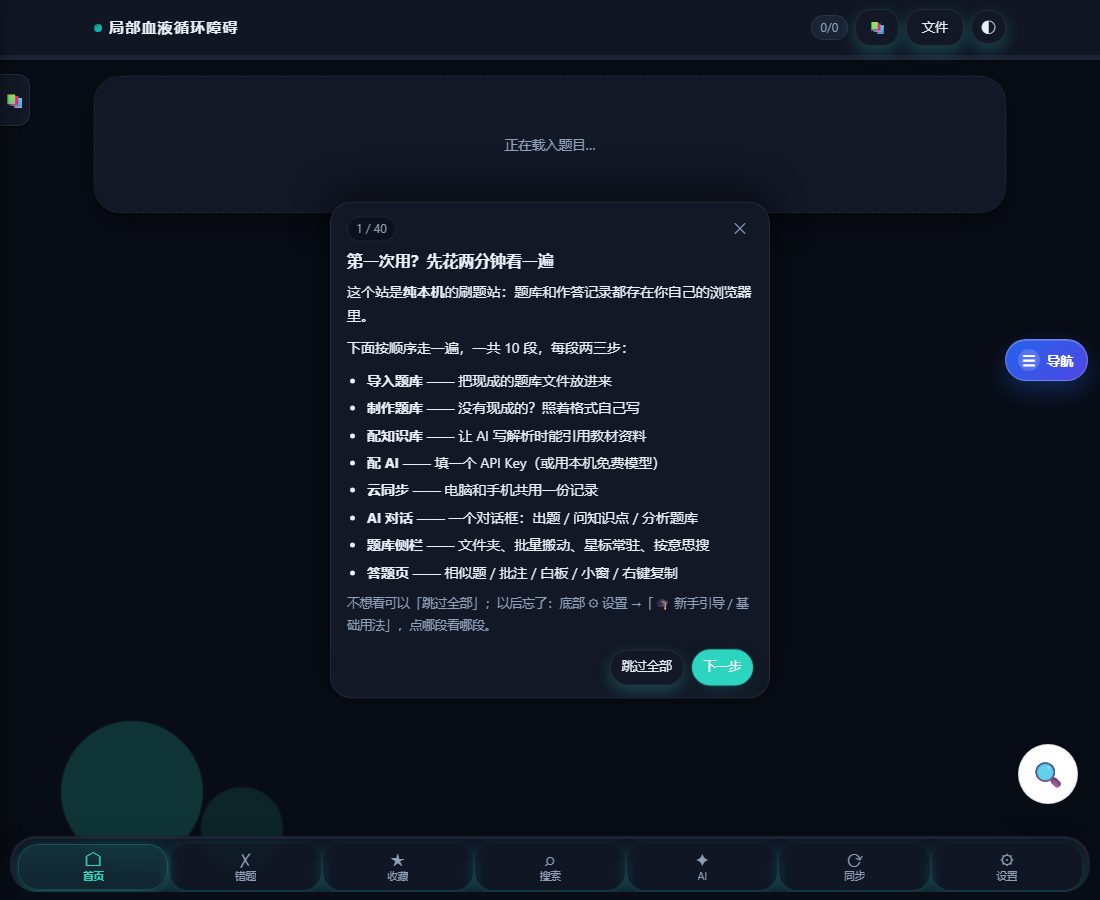 局部血液循环障碍
0/0
文件
正在载入题目...
1 / 40
第一次用？先花两分钟看一遍
这个站是纯本机的刷题站：题库和作答记录都存在你自己的浏览器
里。
下面按顺序走一遍，一共 10 段，每段两三步：
导入题库 —— 把现成的题库文件放进来
制作题库 —— 没有现成的？照着格式自己写
配知识库 —— 让 AI 写解析时能引用教材资料
配 AI —— 填一个 API Key（或用本机免费模型）
云同步 —— 电脑和手机共用一份记录
AI 对话 —— 一个对话框：出题 / 问知识点 / 分析题库
题库侧栏 —— 文件夹、批量搬动、星标常驻、按意思搜
答题页 —— 相似题 / 批注 / 白板 / 小窗 / 右键复制
不想看可以「跳过全部」；以后忘了：底部 ⚙ 设置 →「🎓 新手引导 / 基
础用法」，点哪段看哪段。
跳过全部
下一步
导航
首页
错题
收藏
搜索
AI
同步
设置